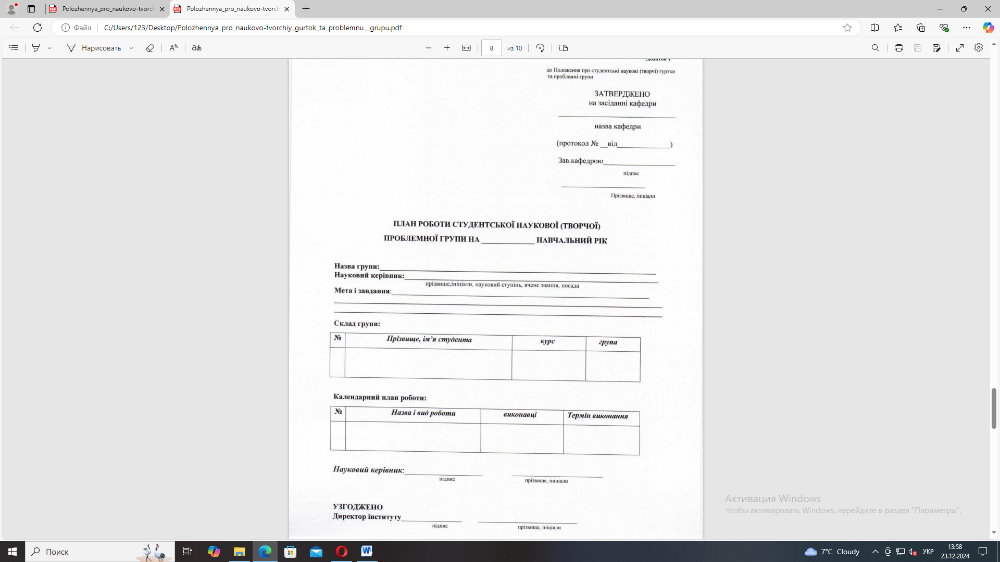 Polozhennya_pro_naukovo-tvorch
Polozhennya_pro_naukovo-tvorch
Файл
C:/Users/123/Desktop/Polozhennya_pro_naukovo-tvorchiy_gurtok_ta_problemnu__grupu.pdf
Нарисовать
8 из 10
Додаток 1
до Положення про студентські наукові (творчі) гуртки
та проблемні групи
ЗАТВЕРДЖЕНО
на засіданні кафедри
назва кафедри
(протокол № __від______________)
Зав.кафедрою___________________
підпис
Прізвище, ініціали
ПЛАН РОБОТИ СТУДЕНТСЬКОЇ НАУКОВОЇ (ТВОРЧОЇ)
ПРОБЛЕМНОЇ ГРУПИ НА ______________ НАВЧАЛЬНИЙ РІК
Назва групи:
Науковий керівник:
прізвище,ініціали, науковий ступінь, вчене звання, посада
Мета і завдання:
Склад групи:
№ Прізвище, ім’я студента курс група
Календарний план роботи:
№ Назва і вид роботи виконавці Термін виконання
Науковий керівник:
підпис прізвище, ініціали
УЗГОДЖЕНО
Директор інституту
підпис прізвище, ініціали
Активация Windows
Чтобы активировать Windows, перейдите в раздел "Параметры".
Поиск
7°C Cloudy
УКР
13:58
23.12.2024